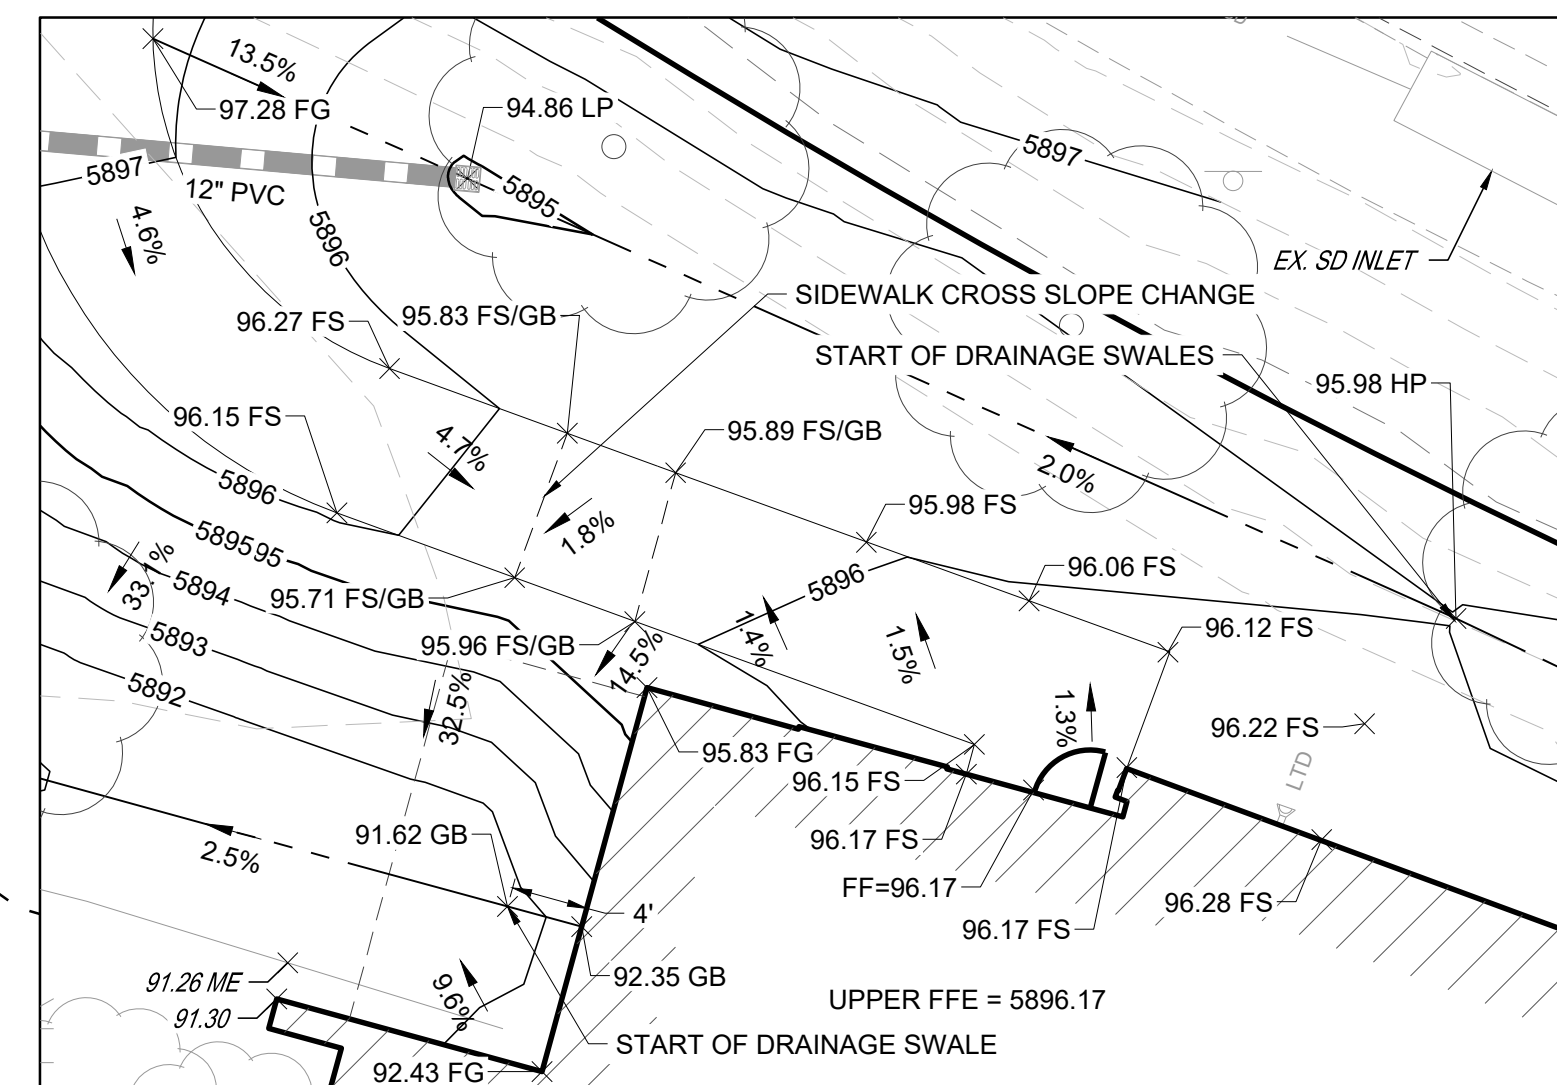 13.5%
97.28 FG
94.86 LP
5897
5897
12" PVC
5895
4.6%
5896
EX. SD INLET
SIDEWALK CROSS SLOPE CHANGE
96.27 FS
95.83 FS/GB
START OF DRAINAGE SWALES
95.98 HP
96.15 FS
4.7%
95.89 FS/GB
2.0%
5896
95.98 FS
1.8%
589595
33.1%
5894
95.71 FS/GB
5896
96.06 FS
5893
95.96 FS/GB
14.5%
1.4%
1.5%
96.12 FS
5892
32.5%
1.3%
96.22 FS
95.83 FG
96.15 FS
LTD
91.62 GB
2.5%
96.17 FS
FF=96.17
96.28 FS
4'
96.17 FS
92.35 GB
91.26 ME
91.30
9.6%
UPPER FFE = 5896.17
START OF DRAINAGE SWALE
92.43 FG